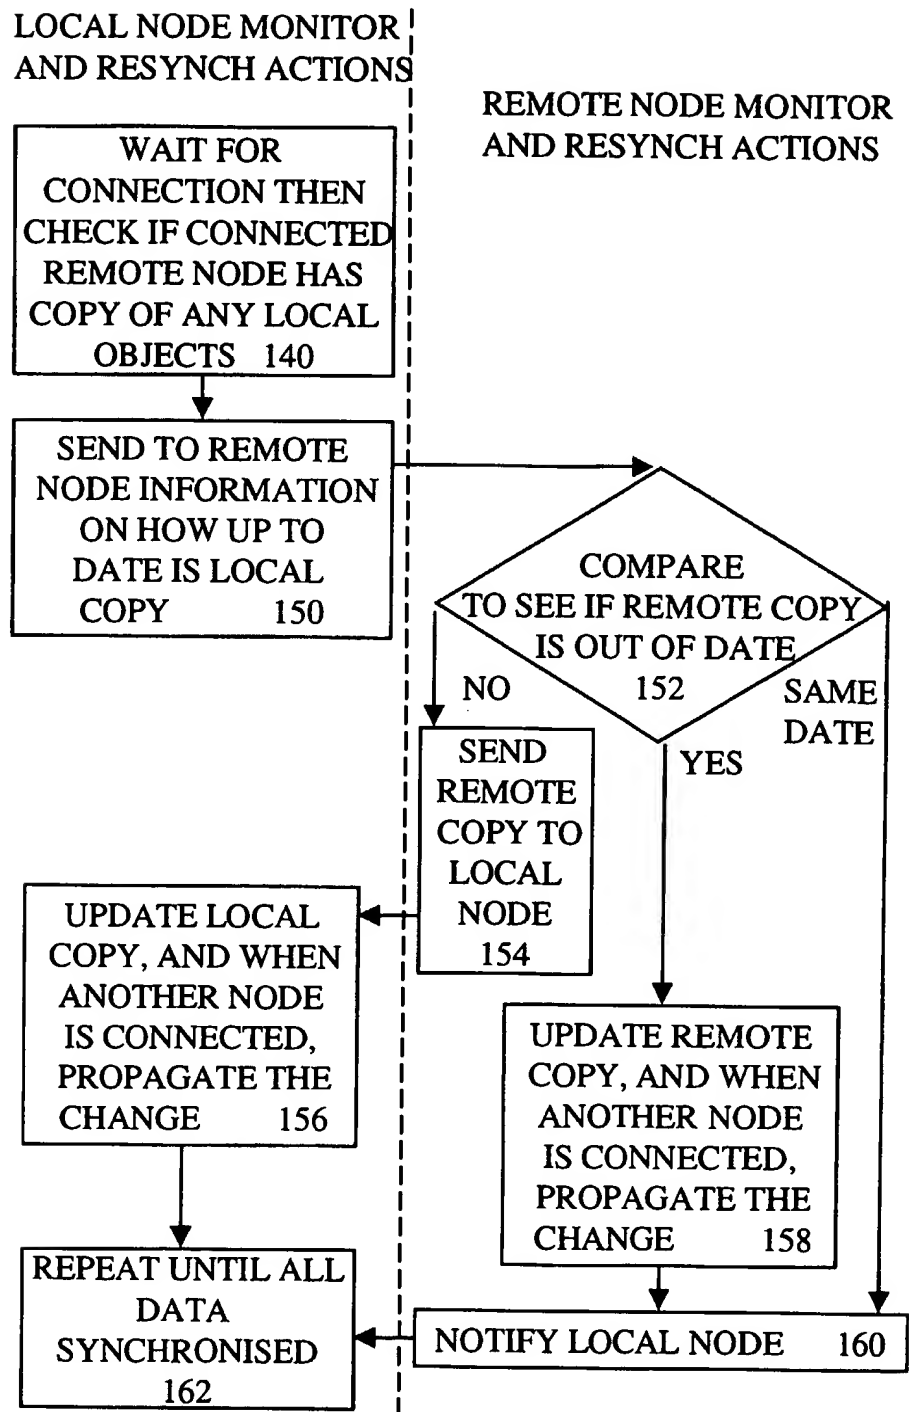 LOCAL NODE MONITOR
AND RESYNCH ACTIONS
REMOTE NODE MONITOR
AND RESYNCH ACTIONS
WAIT FOR
CONNECTION THEN
CHECK IF CONNECTED
REMOTE NODE HAS
COPY OF ANY LOCAL
OBJECTS 140
SEND TO REMOTE
NODE INFORMATION
ON HOW UP TO
DATE IS LOCAL
COPY 150
COMPARE
TO SEE IF REMOTE COPY
IS OUT OF DATE
152
NO
YES
SAME
DATE
SEND
REMOTE
COPY TO
LOCAL
NODE
154
UPDATE LOCAL
COPY, AND WHEN
ANOTHER NODE
IS CONNECTED,
PROPAGATE THE
CHANGE 156
UPDATE REMOTE
COPY, AND WHEN
ANOTHER NODE
IS CONNECTED,
PROPAGATE THE
CHANGE 158
NOTIFY LOCAL NODE 160
REPEAT UNTIL ALL
DATA
SYNCHRONISED
162